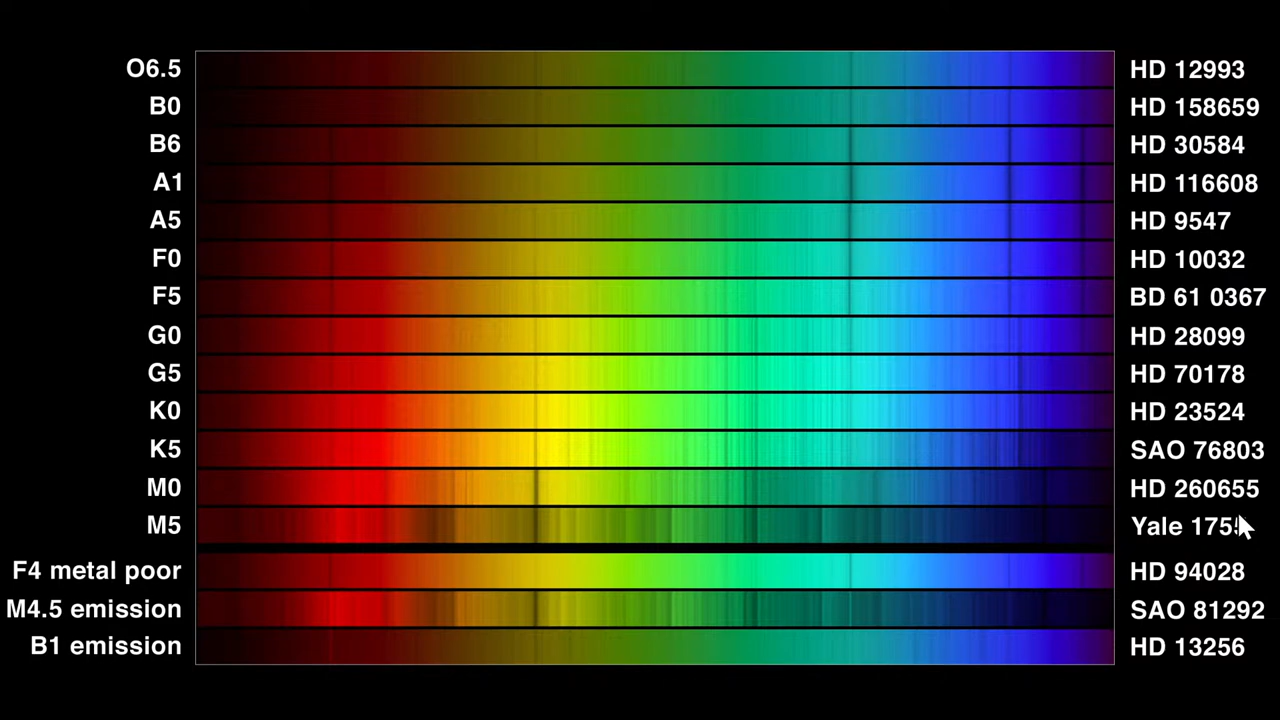 O6.5 HD 12993
B0 HD 158659
B6 HD 30584
A1 HD 116608
A5 HD 9547
F0 HD 10032
F5 BD 61 0367
G0 HD 28099
G5 HD 70178
K0 HD 23524
K5 SAO 76803
M0 HD 260655
M5 Yale
F4 metal poor HD 94028
M4.5 emission SAO 81292
B1 emission HD 13256